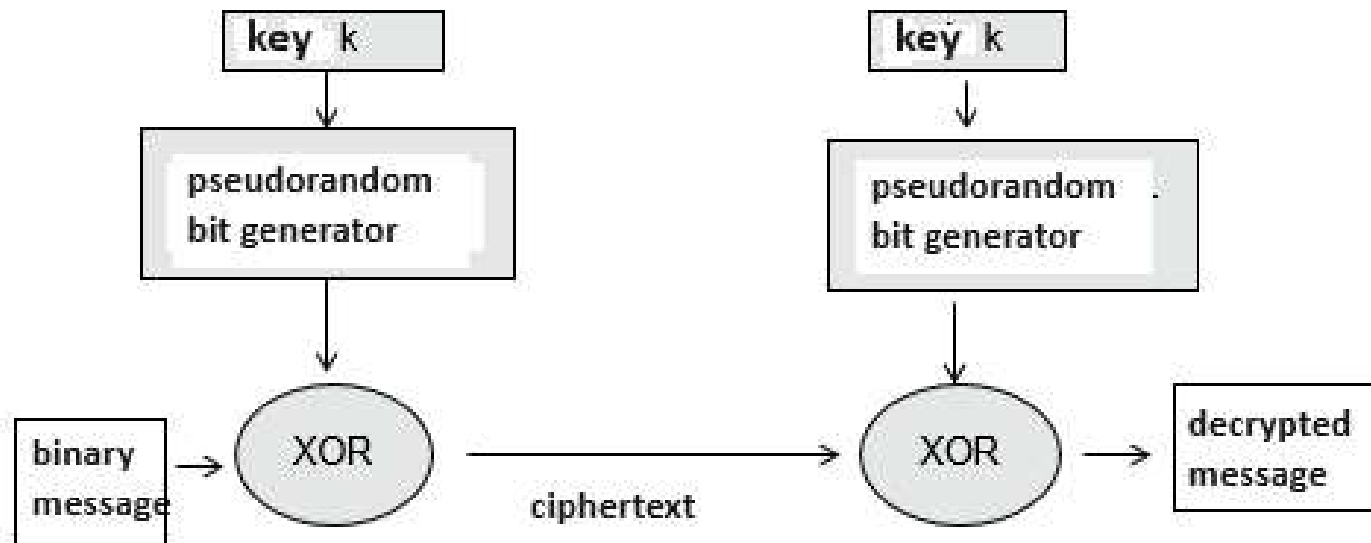 key k
key k
pseudorandom
bit generator
pseudorandom
bit generator
binary
message
XOR
ciphertext
XOR
decrypted
message